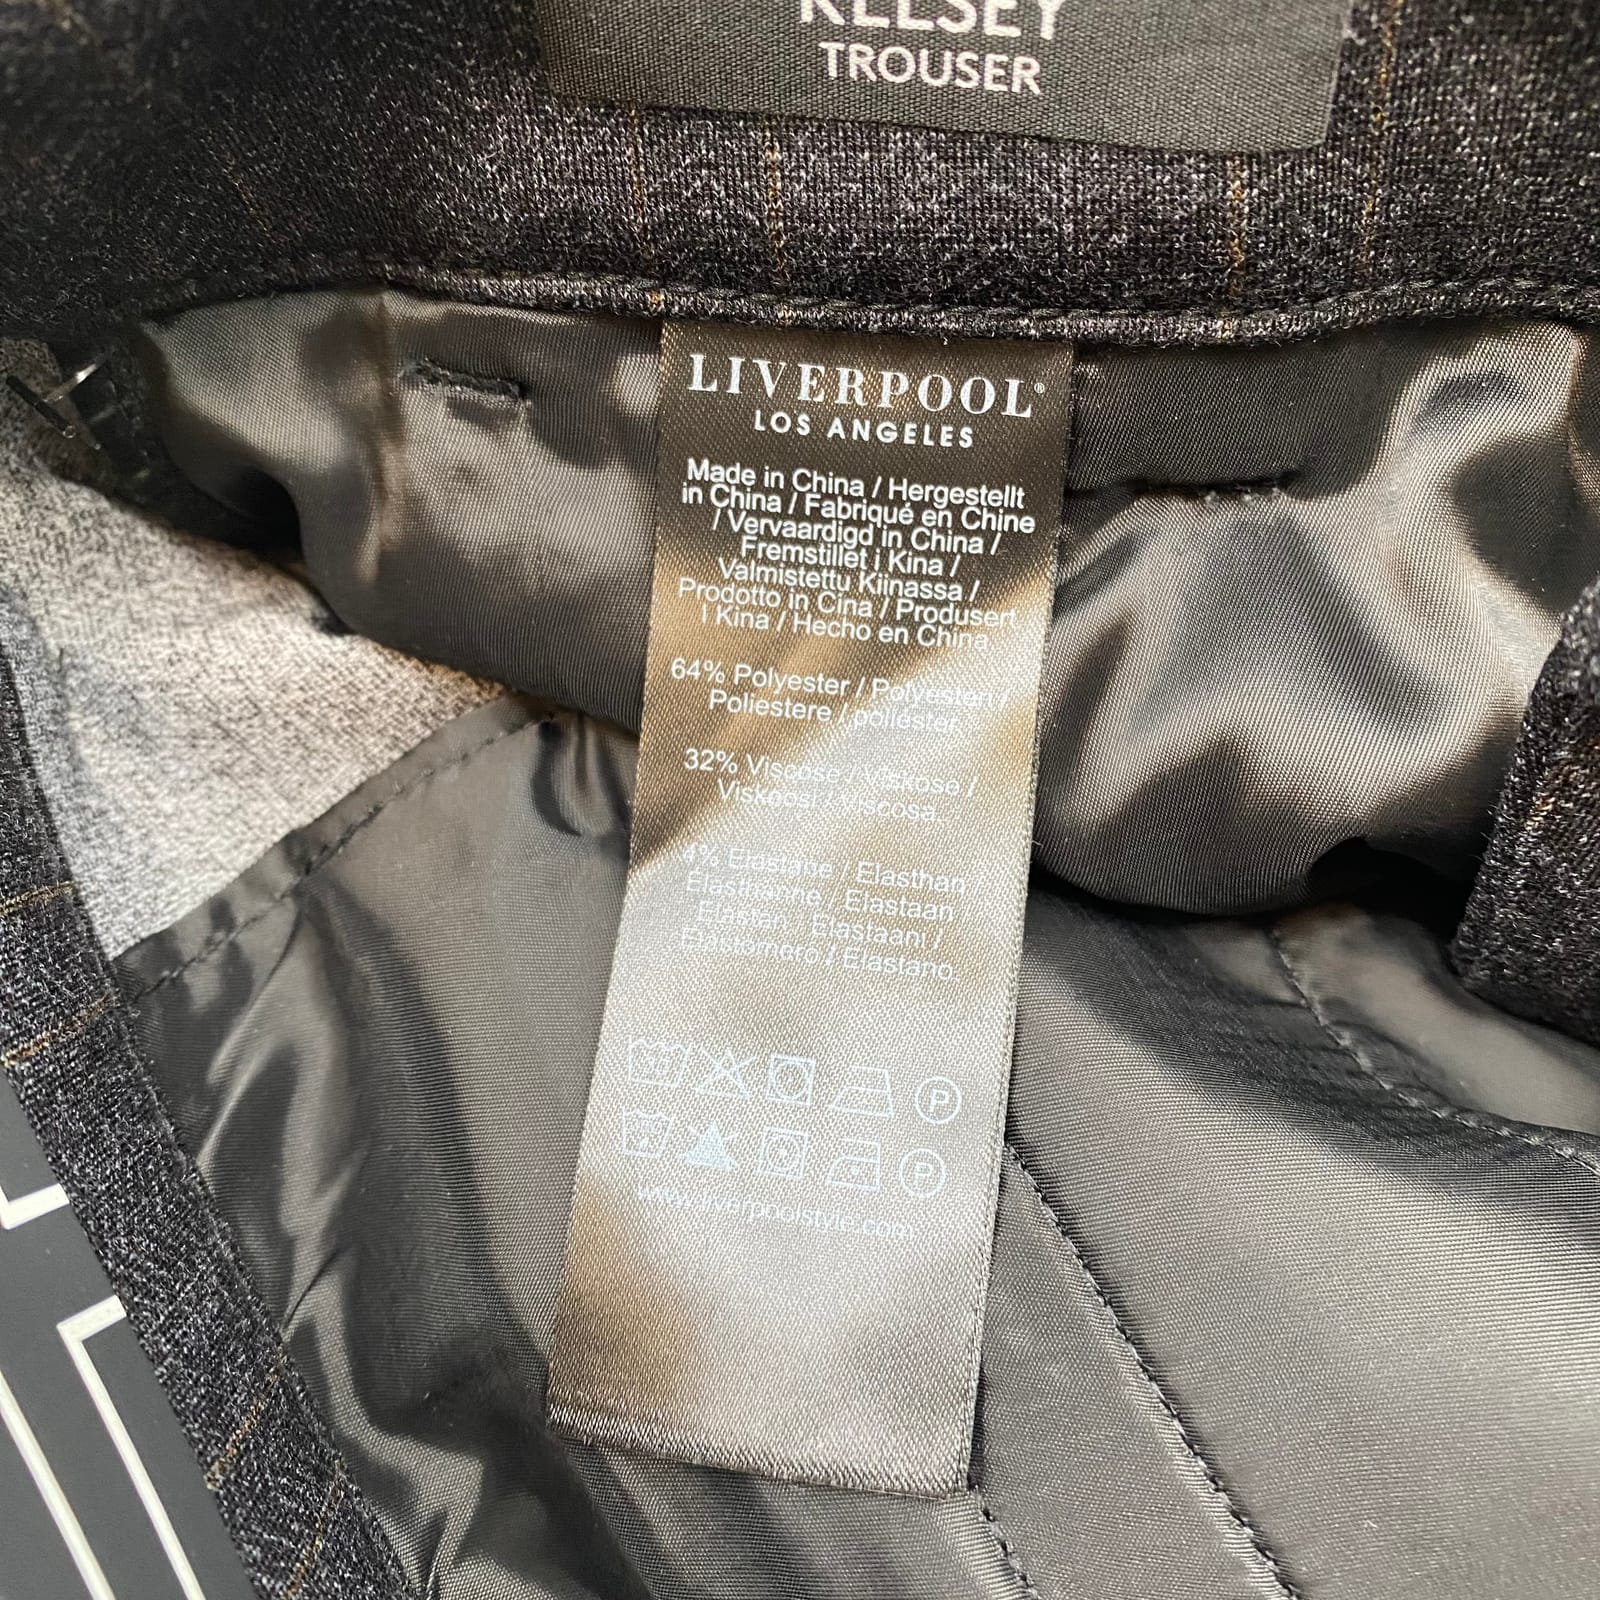 KELSEY
TROUSER
LIVERPOOL®
LOS ANGELES
Made in China / Hergestellt
in China / Fabriqué en Chine
/ Vervaardigd in China /
Fremstillet i Kina /
Valmistettu Kiinassa /
Prodotto in Cina / Produsert
I Kina / Hecho en China
64% Polyester / Polyesteri /
Poliestere / poliéster
32% Viscose / Viskose /
Viskoosi / Viscosa.
4% Elastane / Elasthan /
Élasthanne / Elastaan
Elastan / Elastaani /
Elastomero / Elastano.
P
P
www.liverpoolstyle.com